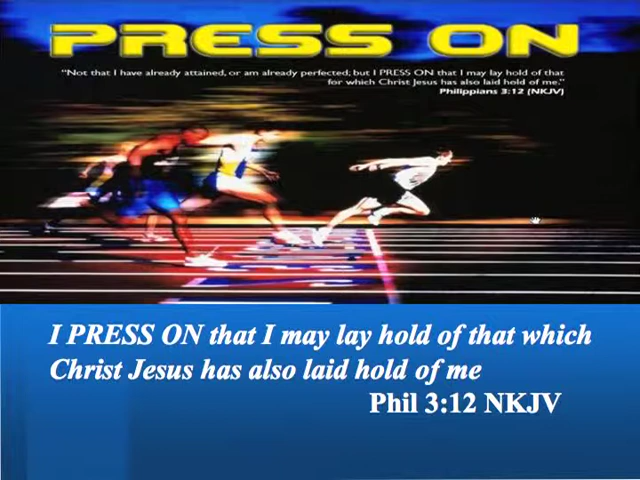 PRESS ON
“Not that I have already attained, or am already perfected; but I PRESS ON that I may lay hold of that
for which Christ Jesus has also laid hold of me.”
Philippians 3:12 (NKJV)
I PRESS ON that I may lay hold of that which
Christ Jesus has also laid hold of me
Phil 3:12 NKJV